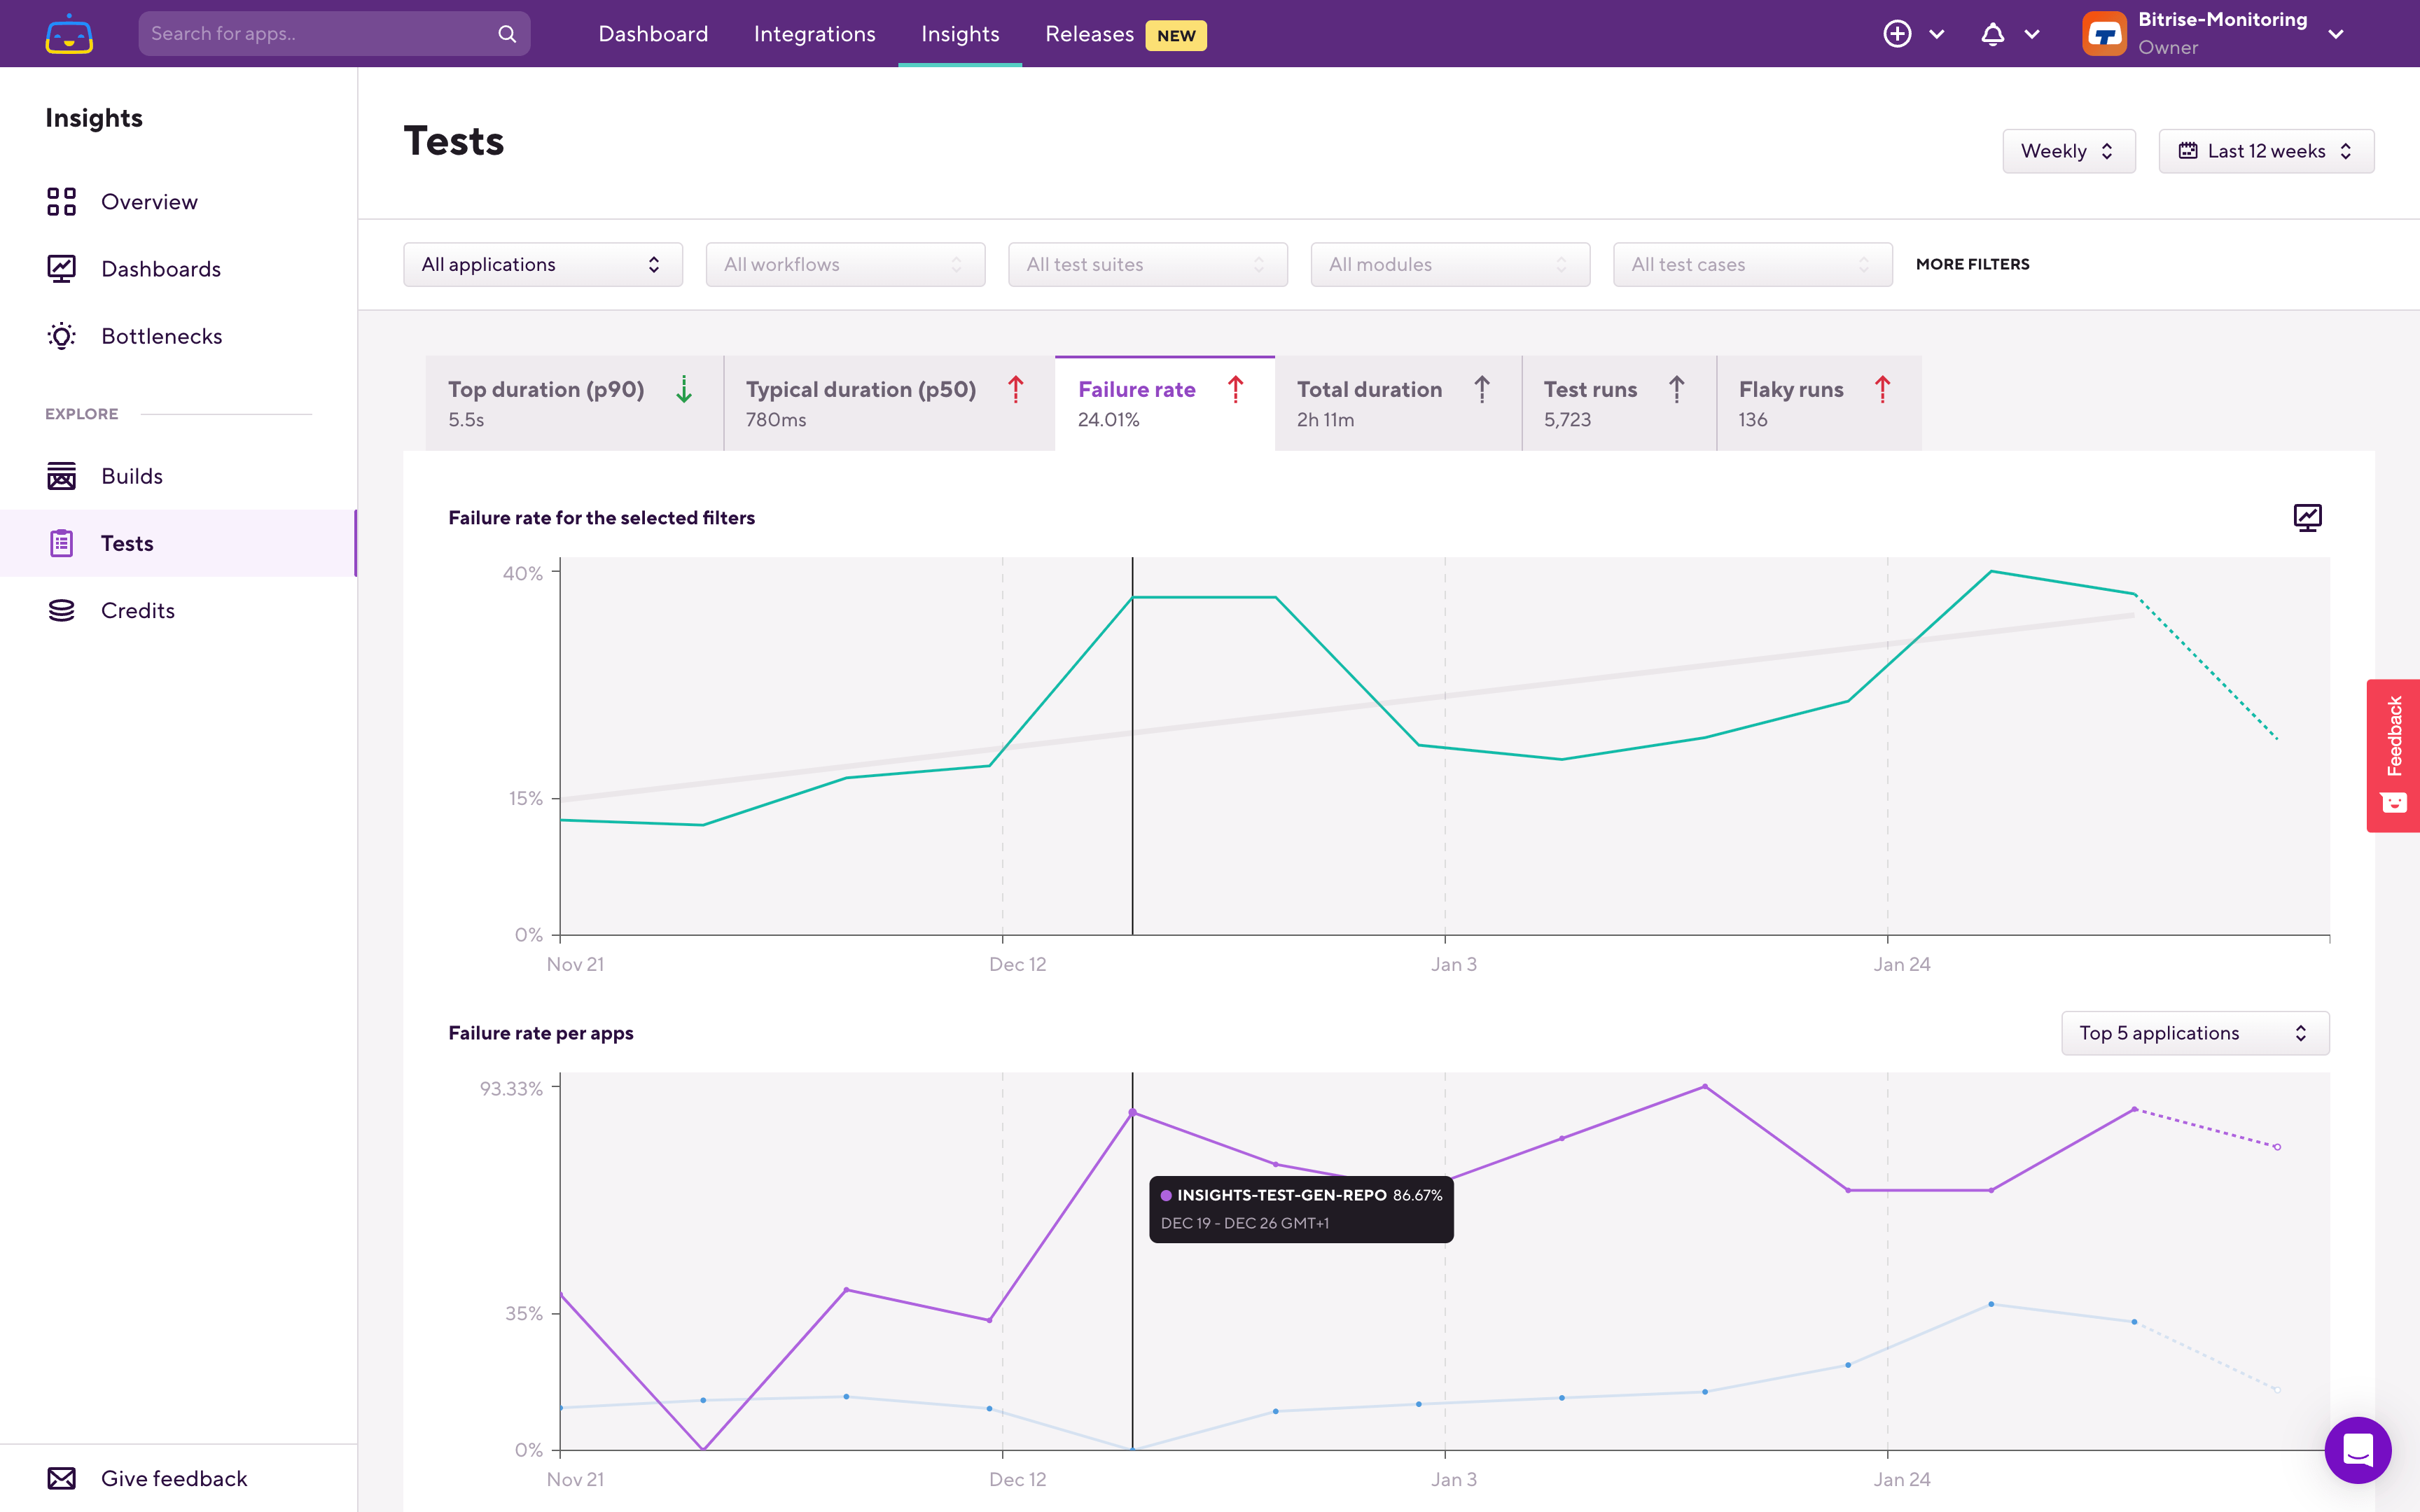 Search for apps..
Dashboard
Integrations
Insights
Releases NEW
Bitrise-Monitoring
Owner
Insights
Overview
Dashboards
Bottlenecks
EXPLORE
Builds
Tests
Credits
Give feedback
Tests
Weekly
Last 12 weeks
All applications
All workflows
All test suites
All modules
All test cases
MORE FILTERS
Top duration (p90)
5.5s
Typical duration (p50)
780ms
Failure rate
24.01%
Total duration
2h 11m
Test runs
5,723
Flaky runs
136
Failure rate for the selected filters
40%
15%
0%
Nov 21
Dec 12
Jan 3
Jan 24
Failure rate per apps
Top 5 applications
93.33%
35%
0%
INSIGHTS-TEST-GEN-REPO 86.67%
DEC 19 - DEC 26 GMT+1
Nov 21
Dec 12
Jan 3
Jan 24
Feedback